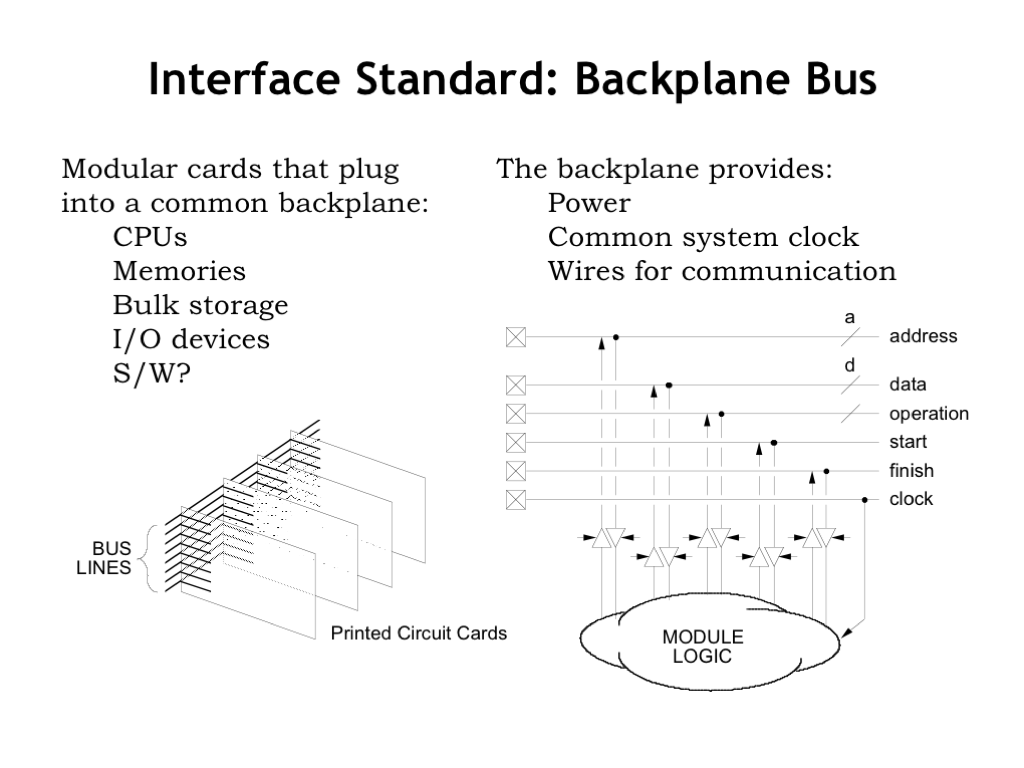 Interface Standard: Backplane Bus
Modular cards that plug
into a common backplane:
CPUs
Memories
Bulk storage
I/O devices
S/W?
The backplane provides:
Power
Common system clock
Wires for communication
a
address
d
data
operation
start
finish
clock
BUS
LINES
Printed Circuit Cards
MODULE
LOGIC